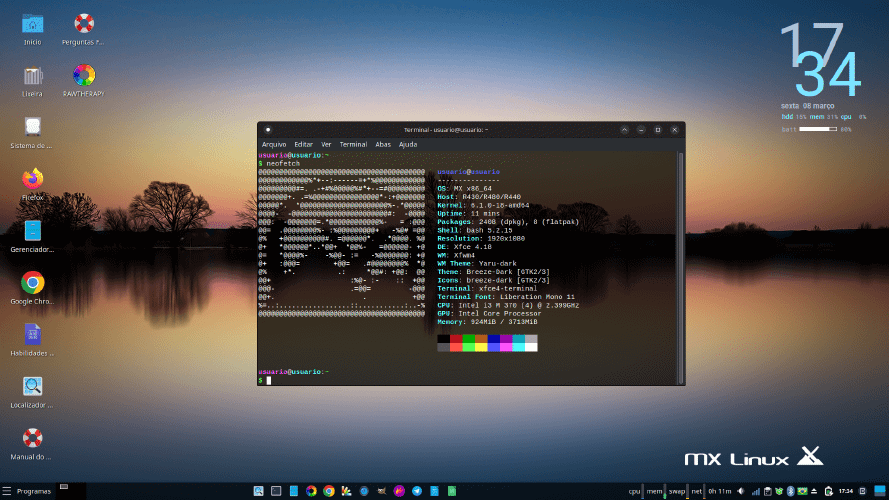 Início
Perguntas F...
Lixeira
RAWTHERAPY
Sistema de ...
Firefox
Gerenciador...
Google Chro...
Habilidades ...
Localizador ...
Manual do ...
17
34
sexta 08 março
hdd 15% mem 31% cpu 0%
batt 80%
Terminal - usuario@usuario: ~
Arquivo Editar Ver Terminal Abas Ajuda
usuario@usuario:~
$ neofetch
usuario@usuario
---------------
OS: MX x86_64
Host: R430/R480/R440
Kernel: 6.1.0-18-amd64
Uptime: 11 mins
Packages: 2408 (dpkg), 8 (flatpak)
Shell: bash 5.2.15
Resolution: 1920x1080
DE: Xfce 4.18
WM: Xfwm4
WM Theme: Yaru-dark
Theme: Breeze-Dark [GTK2/3]
Icons: Breeze-Dark [GTK2/3]
Terminal: xfce4-terminal
Terminal Font: Liberation Mono 11
CPU: Intel i3 M 370 (4) @ 2.399GHz
GPU: Intel Core Processor
Memory: 924MiB / 3713MiB
usuario@usuario:~
$
MX Linux
Programas
cpu mem swap net 0h 11m 17:34